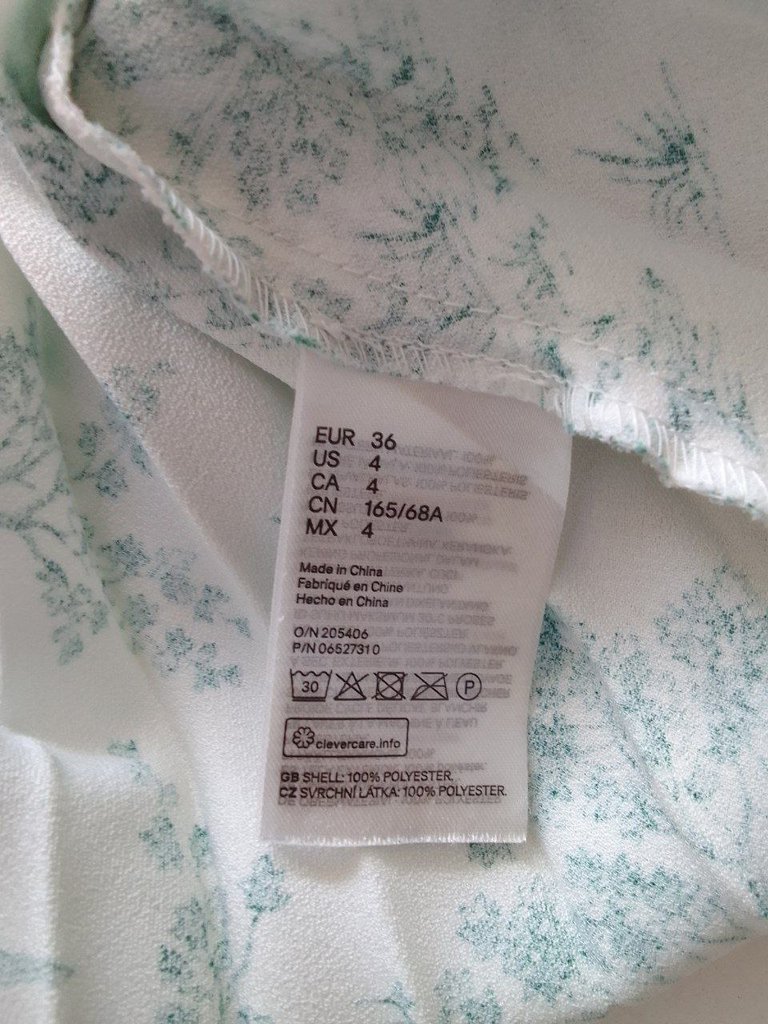 EUR 36
US 4
CA 4
CN 165/68A
MX 4
Made in China
Fabriqué en Chine
Hecho en China
O/N 205406
P/N 06527310
30 P
clevercare.info
GB SHELL: 100% POLYESTER.
CZ SVRCHNÍ LÁTKA: 100% POLYESTER.